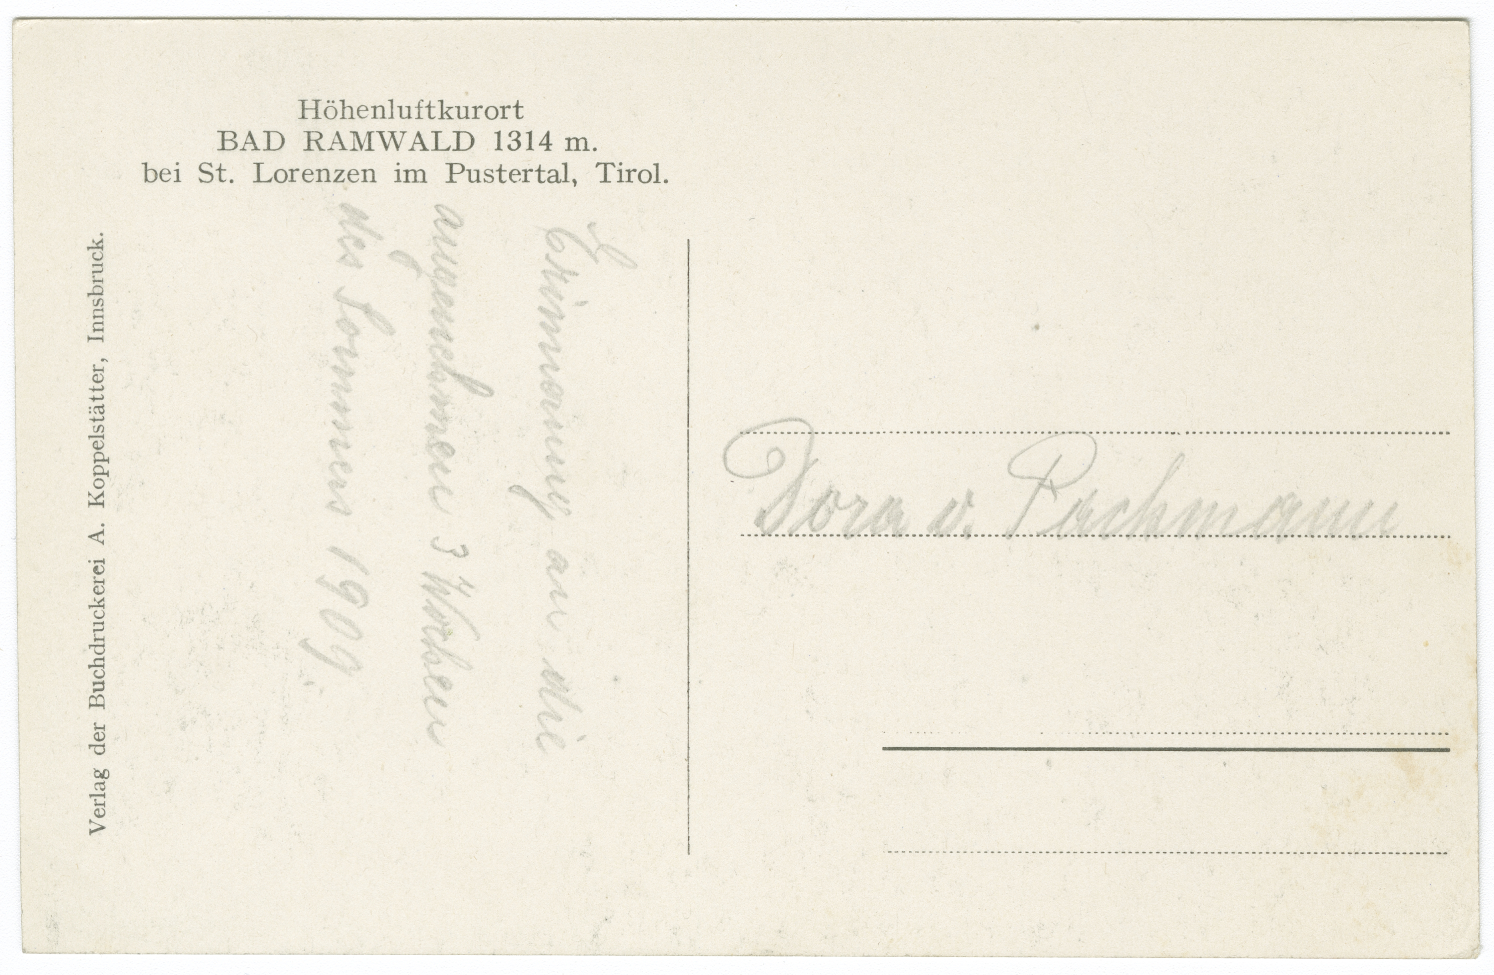 Höhenluftkurort
BAD RAMWALD 1314 m.
bei St. Lorenzen im Pustertal, Tirol.
Verlag der Buchdruckerei A. Koppelstätter, Innsbruck.
Erinnerung an die
angenehmen 3 Wochen
des Sommers 1909.
Dora v. Pachmann